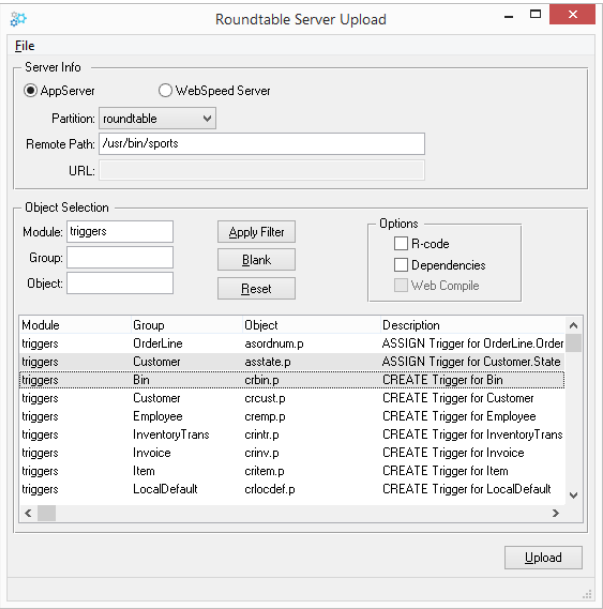 Roundtable Server Upload
File
Server Info
AppServer WebSpeed Server
Partition: roundtable
Remote Path: /usr/bin/sports
URL:
Object Selection
Module: triggers Apply Filter
Group: Blank
Object: Reset
Options
R-code
Dependencies
Web Compile
Module Group Object Description
triggers OrderLine asordnum.p ASSIGN Trigger for OrderLine.Order
triggers Customer asstate.p ASSIGN Trigger for Customer.State
triggers Bin crbin.p CREATE Trigger for Bin
triggers Customer crcust.p CREATE Trigger for Customer
triggers Employee cremp.p CREATE Trigger for Employee
triggers InventoryTrans crintr.p CREATE Trigger for InventoryTrans
triggers Invoice crinv.p CREATE Trigger for Invoice
triggers Item critem.p CREATE Trigger for Item
triggers LocalDefault crlocdef.p CREATE Trigger for LocalDefault
Upload